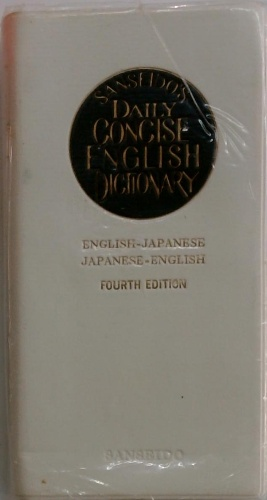 SANSEIDO'S
DAILY
CONCISE
ENGLISH
DICTIONARY
ENGLISH-JAPANESE
JAPANESE-ENGLISH
FOURTH EDITION
SANSEIDO